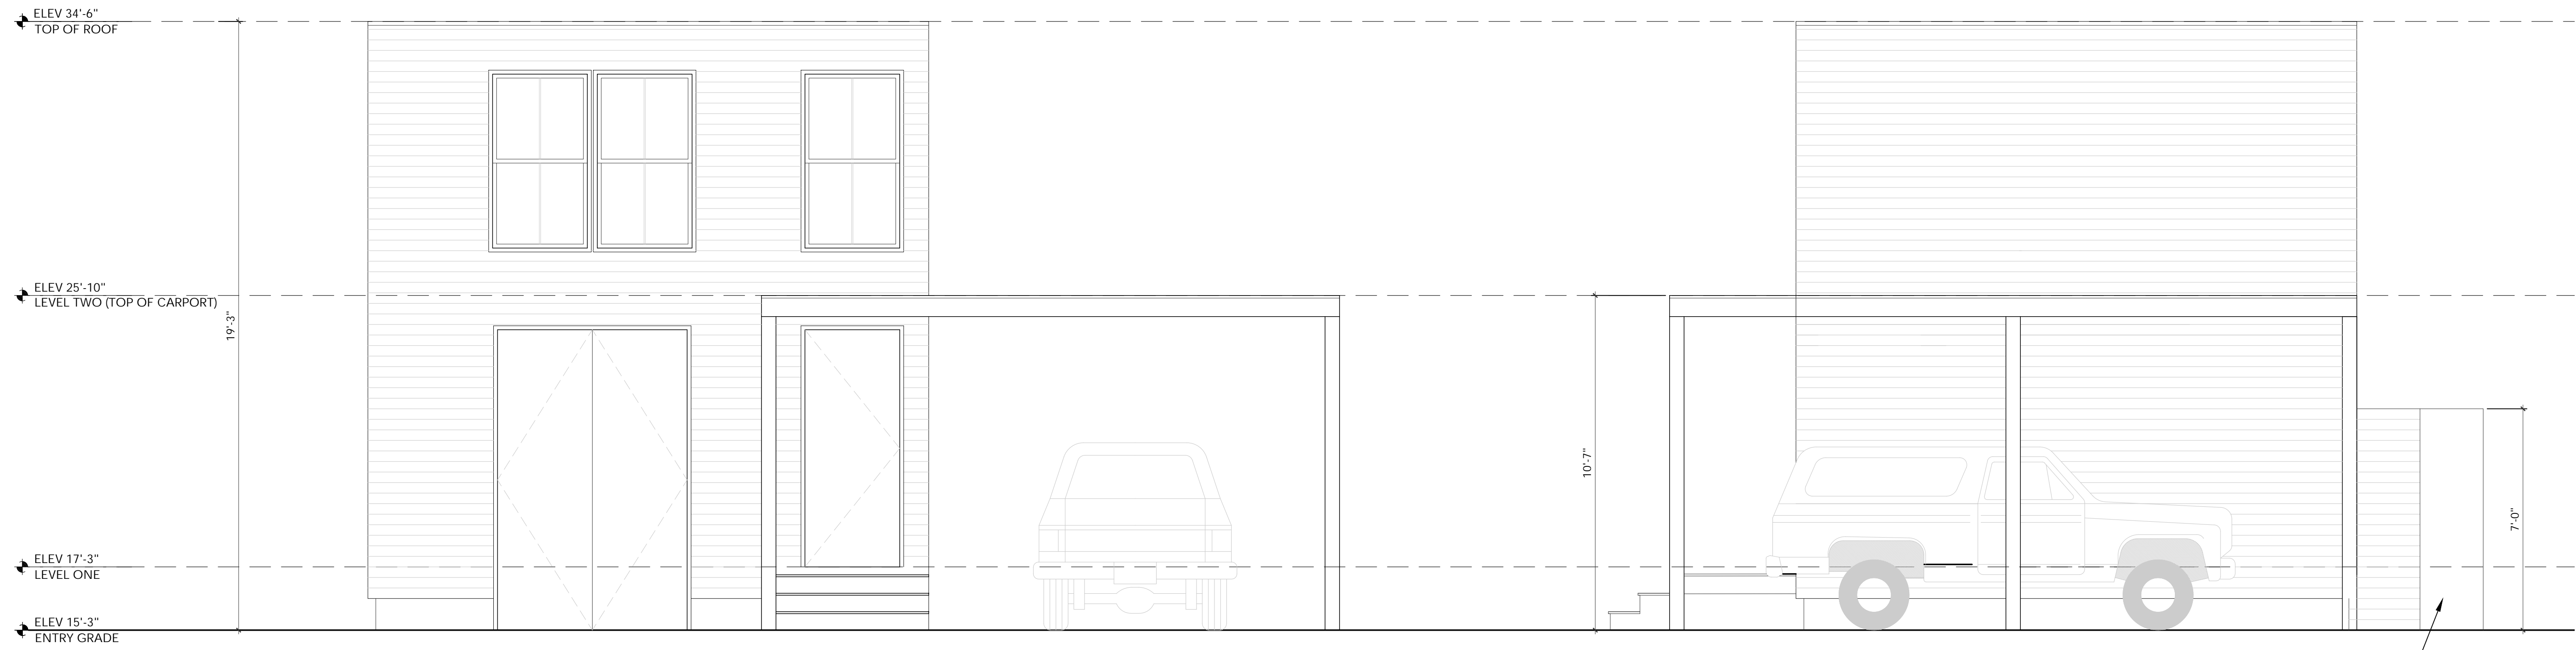 ELEV 34'-6"
TOP OF ROOF
ELEV 25'-10"
LEVEL TWO (TOP OF CARPORT)
19'-3"
10'-7"
7'-0"
ELEV 17'-3"
LEVEL ONE
ELEV 15'-3"
ENTRY GRADE